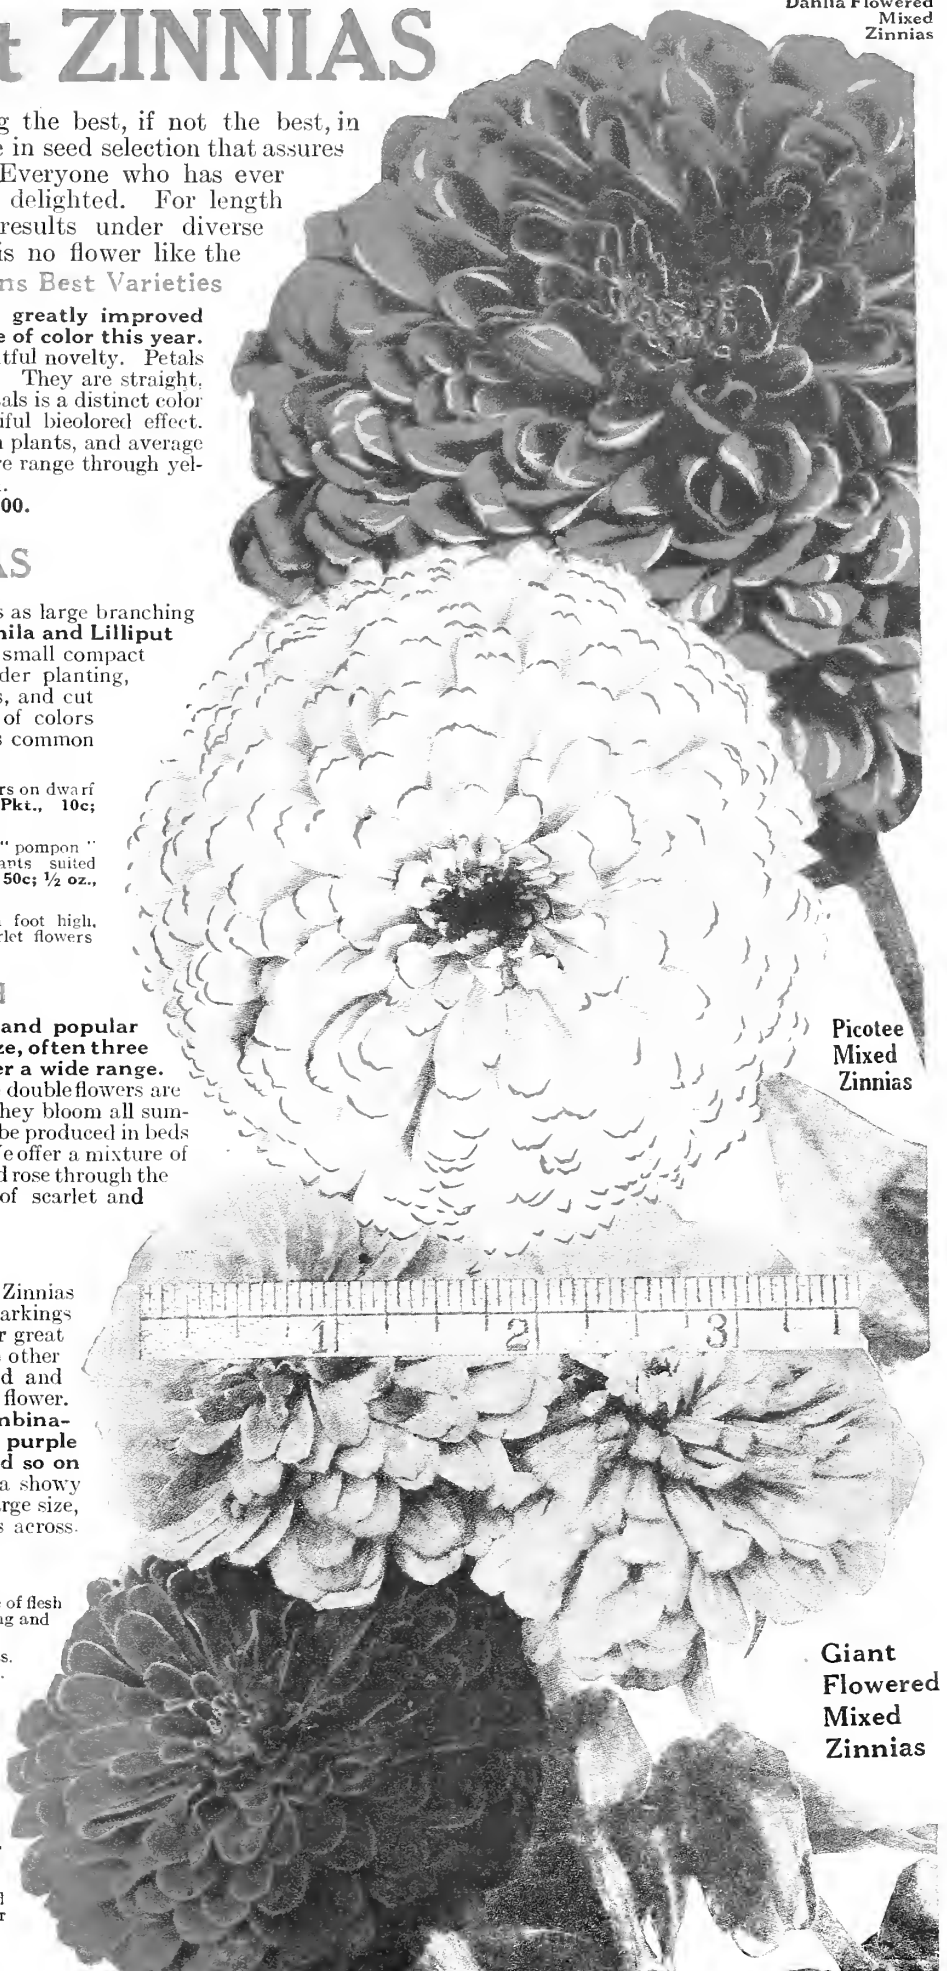 t ZINNIAS
Dahlia Flowered
Mixed
Zinnias
g the best, if not the best, in
e in seed selection that assures
Everyone who has ever
delighted. For length
results under diverse
is no flower like the
ns Best Varieties
greatly improved
e of color this year.
tful novelty. Petals
They are straight,
als is a distinct color
iful bicolored effect.
plants, and average
e range through yel-
00.
AS
s as large branching
nila and Lilliput
small compact
der planting,
s, and cut
of colors
s common
rs on dwarf
Pkt., 10c;
"pompon"
ants suited
50c; ½ oz.,
foot high,
rlet flowers
and popular
ze, often three
er a wide range.
double flowers are
hey bloom all sum-
be produced in beds
e offer a mixture of
d rose through the
of scarlet and
Picotee
Mixed
Zinnias
1 2 3
Zinnias
arkings
r great
other
d and
flower.
mbina-
purple
d so on
a showy
arge size,
s across.
of flesh
ng and
s.
Giant
Flowered
Mixed
Zinnias